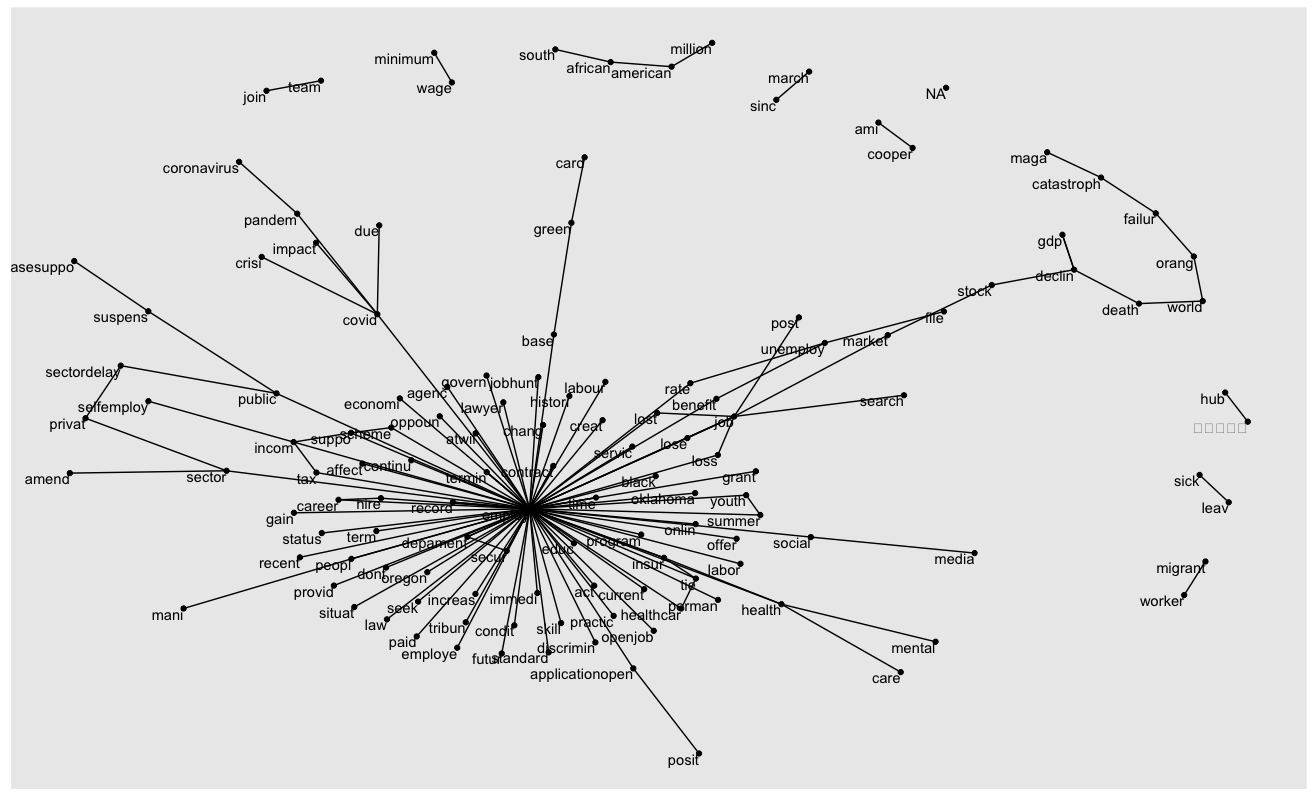 million
south
african
american
minimum
wage
team
join
march
sinc
NA
ami
cooper
maga
catastroph
failur
orang
world
death
declin
gdp
stock
card
green
base
coronavirus
pandem
due
impact
crisi
covid
asesuppo
suspens
public
sectordelay
selfemploy
privat
amend
sector
incom
tax
suppo
scheme
economi
oppoun
agenc
govern
jobhunt
lawyer
atwil
histori
labour
chang
creat
contract
termin
affect
continu
post
unemploy
file
market
rate
benefit
search
lost
job
lose
servic
loss
black
grant
oklahoma
youth
summer
time
onlin
offer
program
social
media
labor
insur
educ
hub
sick
leav
migrant
worker
career
hire
record
gain
status
term
depament
secur
recent
peopl
dont
oregon
provid
mani
situat
seek
increas
immedi
law
tribun
condit
paid
employe
futur
standard
skill
act
current
tie
perman
healthcar
practic
openjob
discrimin
health
mental
care
applicationopen
posit